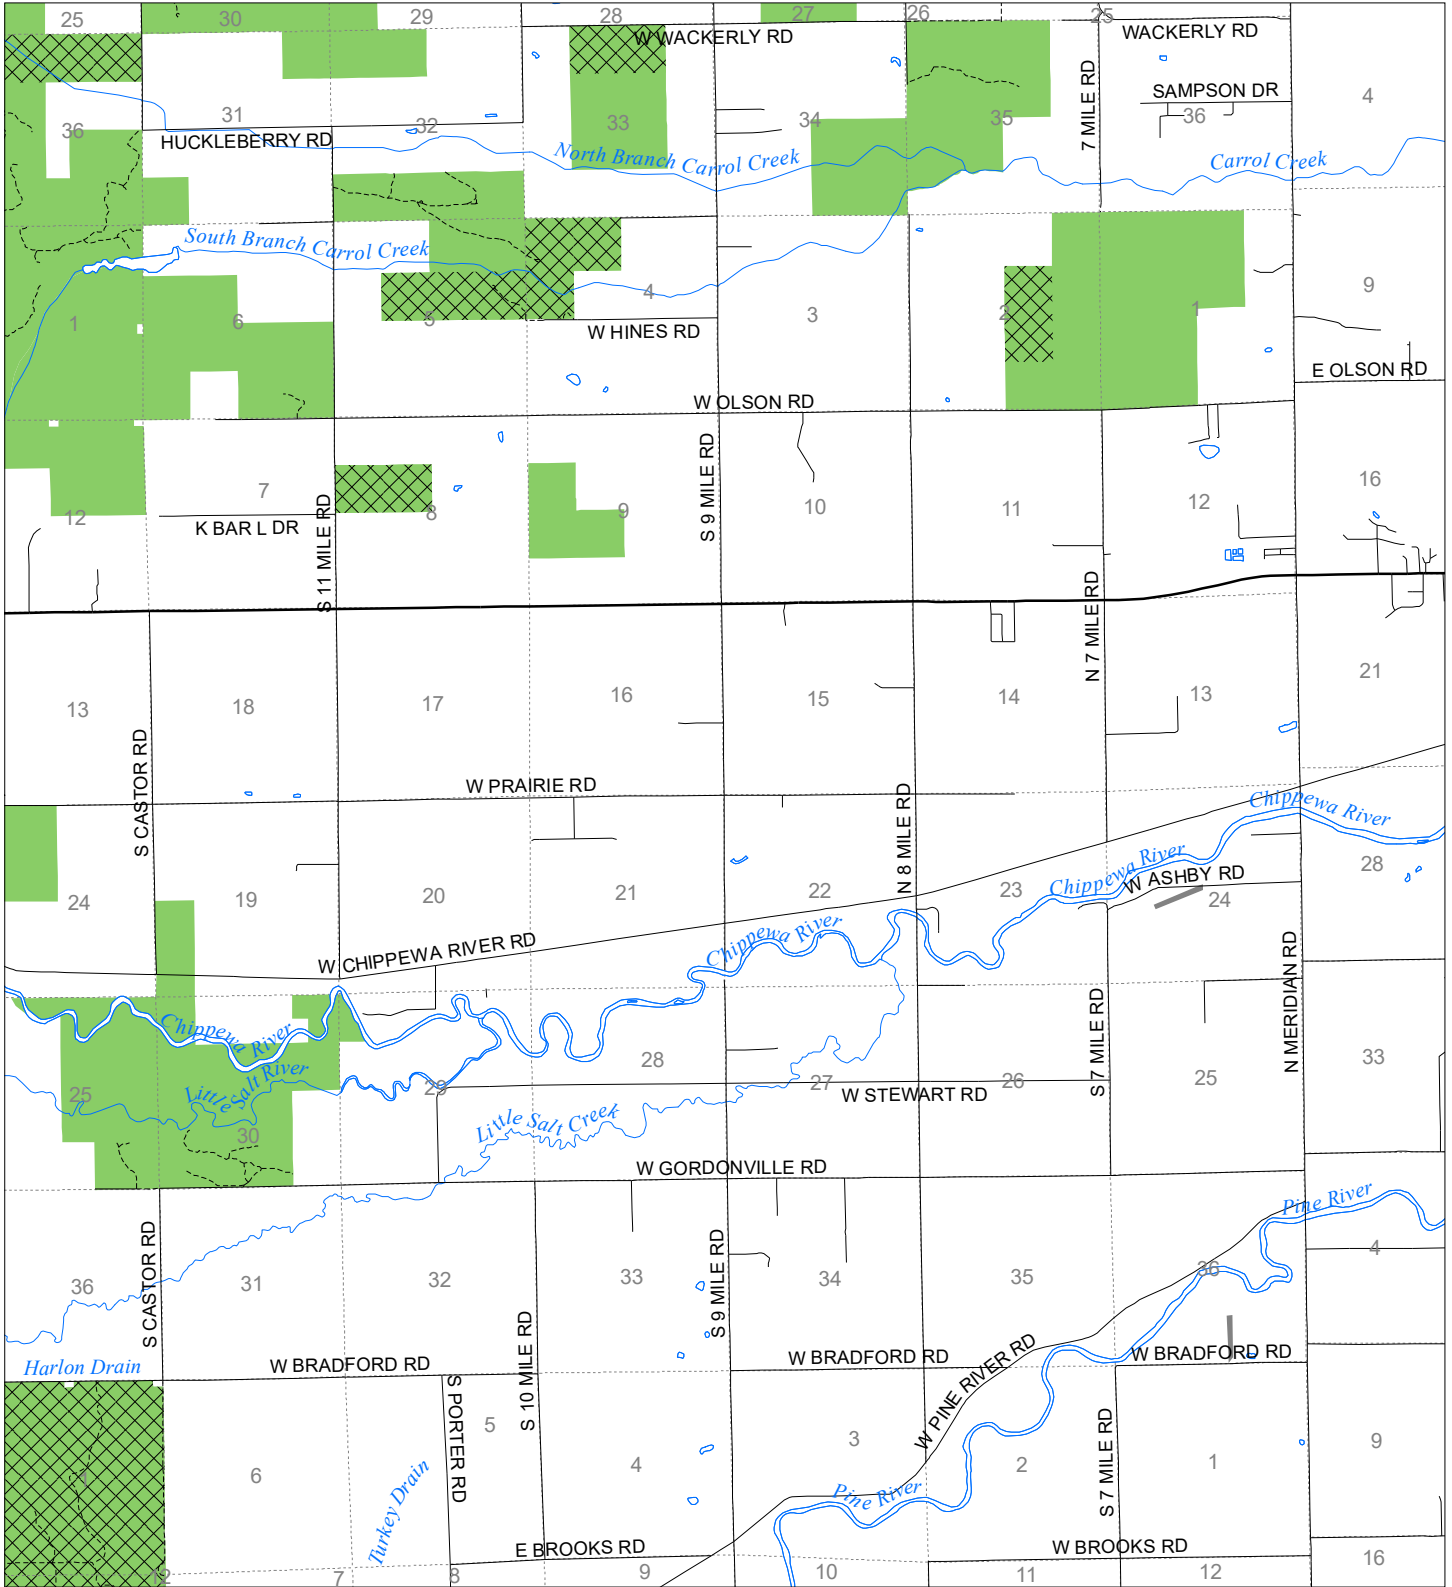 25
30
29
28
27
26
25
W WACKERLY RD
WACKERLY RD
7 MILE RD
SAMPSON DR
4
36
31
32
33
34
35
36
HUCKLEBERRY RD
North Branch Carrol Creek
Carrol Creek
South Branch Carrol Creek
1
6
5
4
3
2
1
9
W HINES RD
E OLSON RD
W OLSON RD
S 9 MILE RD
S 11 MILE RD
7
12
8
9
10
11
12
16
K BAR L DR
N 7 MILE RD
13
18
17
16
15
14
13
21
S CASTOR RD
W PRAIRIE RD
N 8 MILE RD
Chippewa River
Chippewa River
W ASHBY RD
24
19
20
21
22
23
24
28
W CHIPPEWA RIVER RD
Chippewa River
N MERIDIAN RD
S 7 MILE RD
Chippewa River
Little Salt River
25
30
29
28
27
26
25
33
W STEWART RD
Little Salt Creek
W GORDONVILLE RD
Pine River
S CASTOR RD
S 9 MILE RD
36
31
32
33
34
35
36
4
S 10 MILE RD
Harlon Drain
W BRADFORD RD
W BRADFORD RD
W BRADFORD RD
W PINE RIVER RD
S PORTER RD
S 7 MILE RD
1
6
5
4
3
2
1
9
Turkey Drain
Pine River
E BROOKS RD
W BROOKS RD
12
7
8
9
10
11
12
16